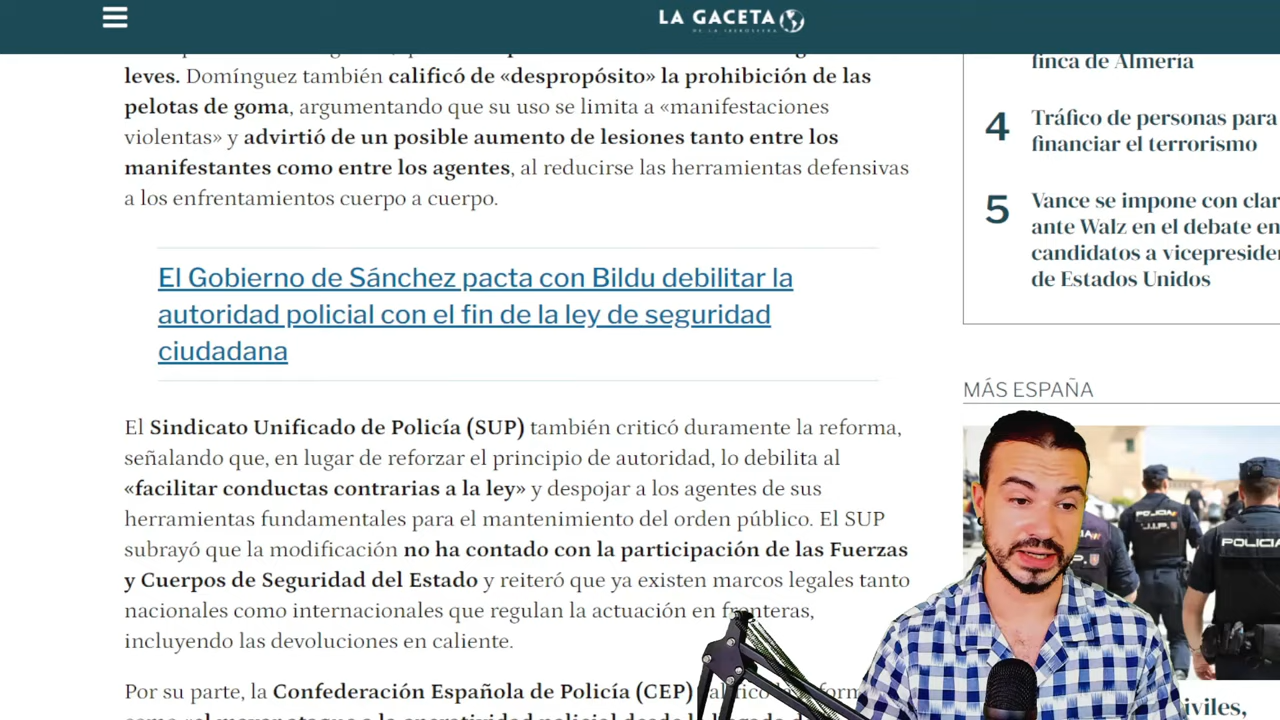 LA GACETA
DE LA IBEROSFERA
leves. Domínguez también calificó de «despropósito» la prohibición de las
pelotas de goma, argumentando que su uso se limita a «manifestaciones
violentas» y advirtió de un posible aumento de lesiones tanto entre los
manifestantes como entre los agentes, al reducirse las herramientas defensivas
a los enfrentamientos cuerpo a cuerpo.
El Gobierno de Sánchez pacta con Bildu debilitar la
autoridad policial con el fin de la ley de seguridad
ciudadana
El Sindicato Unificado de Policía (SUP) también criticó duramente la reforma,
señalando que, en lugar de reforzar el principio de autoridad, lo debilita al
«facilitar conductas contrarias a la ley» y despojar a los agentes de sus
herramientas fundamentales para el mantenimiento del orden público. El SUP
subrayó que la modificación no ha contado con la participación de las Fuerzas
y Cuerpos de Seguridad del Estado y reiteró que ya existen marcos legales tanto
nacionales como internacionales que regulan la actuación en fronteras,
incluyendo las devoluciones en caliente.
Por su parte, la Confederación Española de Policía (CEP)
finca de Almería
4
Tráfico de personas para
financiar el terrorismo
5
Vance se impone con clar
ante Walz en el debate en
candidatos a vicepreside
de Estados Unidos
MÁS ESPAÑA
POLICIA
U.I.P.
POLICIA
iviles,